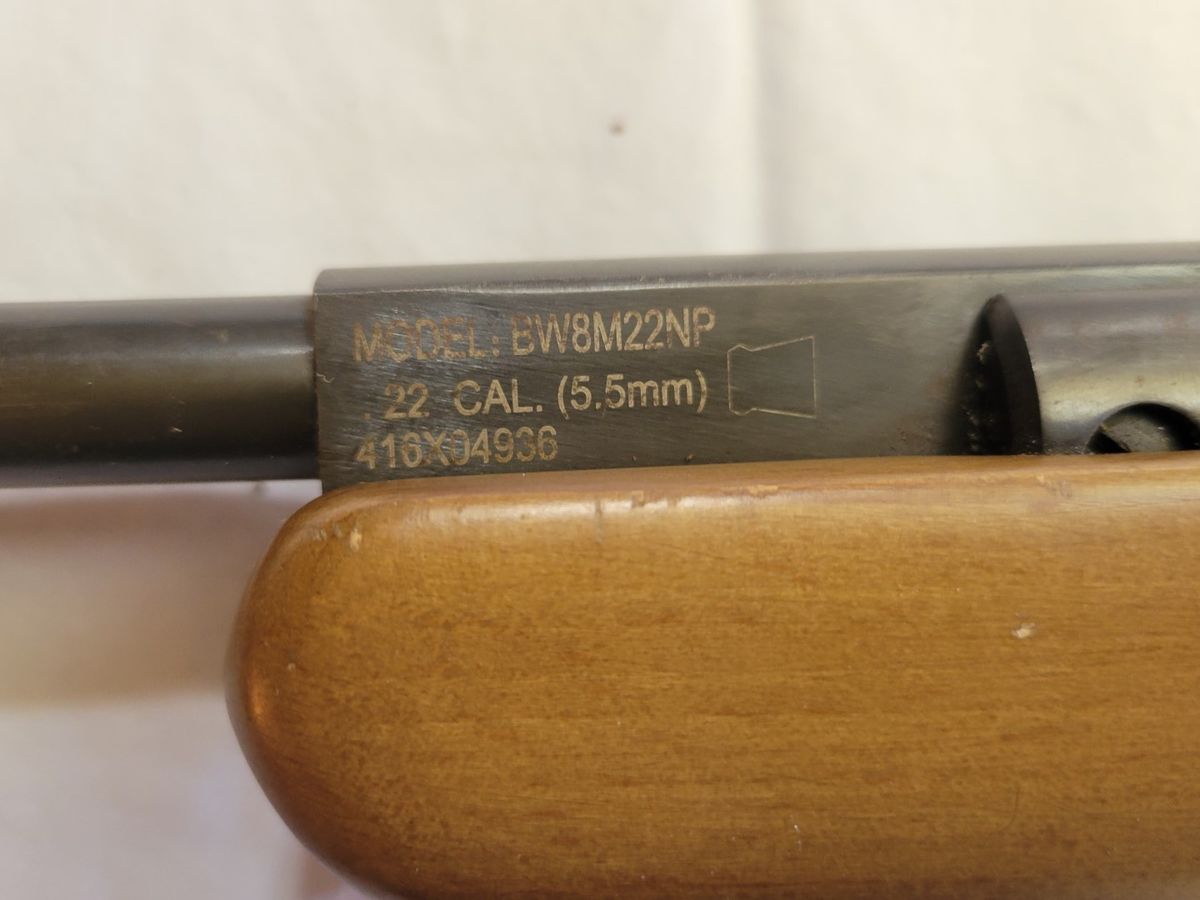 MODEL: BW8M22NP
.22 CAL. (5.5mm)
416X04936